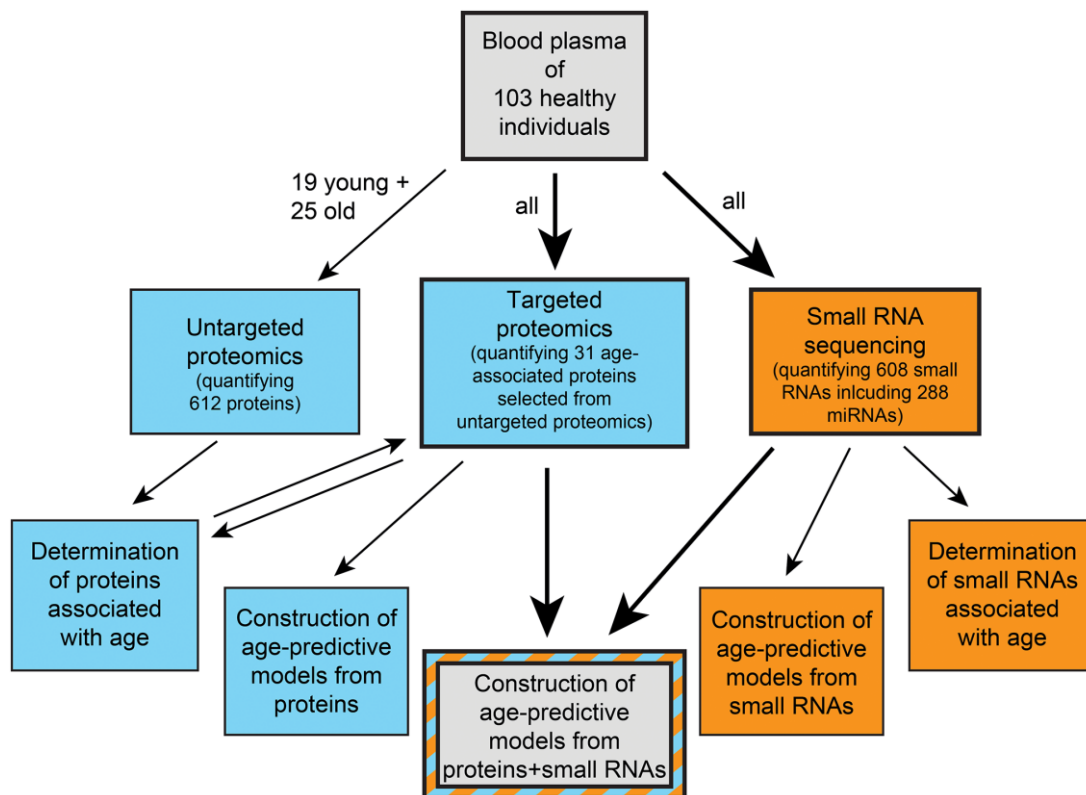 Blood plasma
of
103 healthy
individuals
19 young +
25 old
all
all
Untargeted
proteomics
(quantifying
612 proteins)
Targeted
proteomics
(quantifying 31 age-
associated proteins
selected from
untargeted proteomics)
Small RNA
sequencing
(quantifying 608 small
RNAs inlcuding 288
miRNAs)
Determination
of proteins
associated
with age
Construction of
age-predictive
models from
proteins
Construction of
age-predictive
models from
proteins+small RNAs
Construction of
age-predictive
models from
small RNAs
Determination
of small RNAs
associated
with age